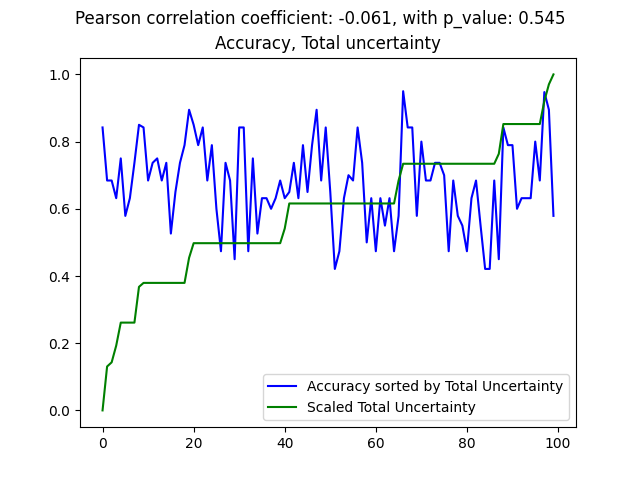 Pearson correlation coefficient: -0.061, with p_value: 0.545
Accuracy, Total uncertainty
1.0
0.8
0.6
0.4
0.2
0.0
Accuracy sorted by Total Uncertainty
Scaled Total Uncertainty
0 20 40 60 80 100